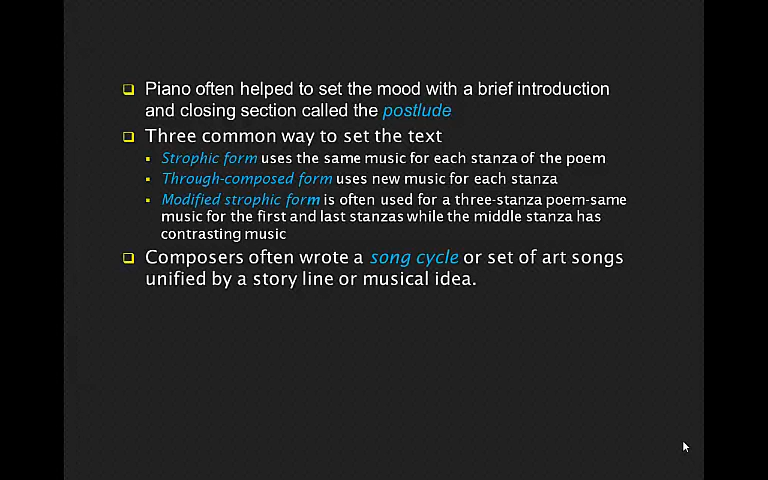 Piano often helped to set the mood with a brief introduction
and closing section called the postlude
Three common way to set the text
Strophic form uses the same music for each stanza of the poem
Through-composed form uses new music for each stanza
Modified strophic form is often used for a three-stanza poem-same
music for the first and last stanzas while the middle stanza has
contrasting music
Composers often wrote a song cycle or set of art songs
unified by a story line or musical idea.